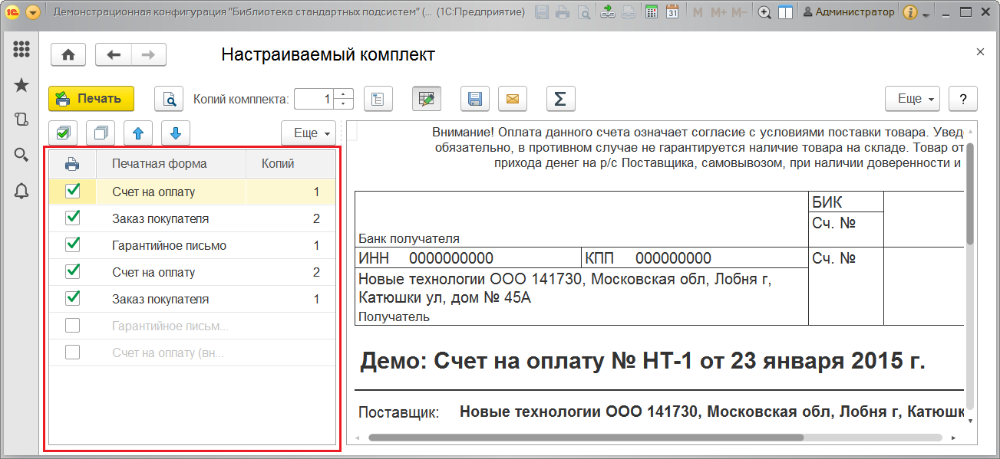 Демонстрационная конфигурация "Библиотека стандартных подсистем" (... (1С:Предприятие)
31
M M+ M-
Администратор
Настраиваемый комплект
Печать
Копий комплекта: 1
Σ
Еще
?
Еще
Печатная форма Копий
Счет на оплату 1
Заказ покупателя 2
Гарантийное письмо 1
Счет на оплату 2
Заказ покупателя 1
Гарантийное письм...
Счет на оплату (вн...
Внимание! Оплата данного счета означает согласие с условиями поставки товара. Увед
обязательно, в противном случае не гарантируется наличие товара на складе. Товар от
прихода денег на р/с Поставщика, самовывозом, при наличии доверенности и
БИК
Сч. №
Банк получателя
ИНН 0000000000 КПП 000000000 Сч. №
Новые технологии ООО 141730, Московская обл, Лобня г,
Катюшки ул, дом № 45А
Получатель
Демо: Счет на оплату № НТ-1 от 23 января 2015 г.
Поставщик: Новые технологии ООО 141730, Московская обл, Лобня г, Катюшк